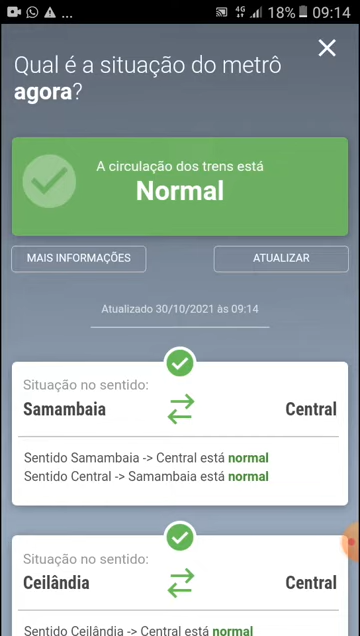 4G 18% 09:14
Qual é a situação do metrô
agora?
A circulação dos trens está
Normal
MAIS INFORMAÇÕES
ATUALIZAR
Atualizado 30/10/2021 às 09:14
Situação no sentido:
Samambaia Central
Sentido Samambaia -> Central está normal
Sentido Central -> Samambaia está normal
Situação no sentido:
Ceilândia Central
Sentido Ceilândia -> Central está normal